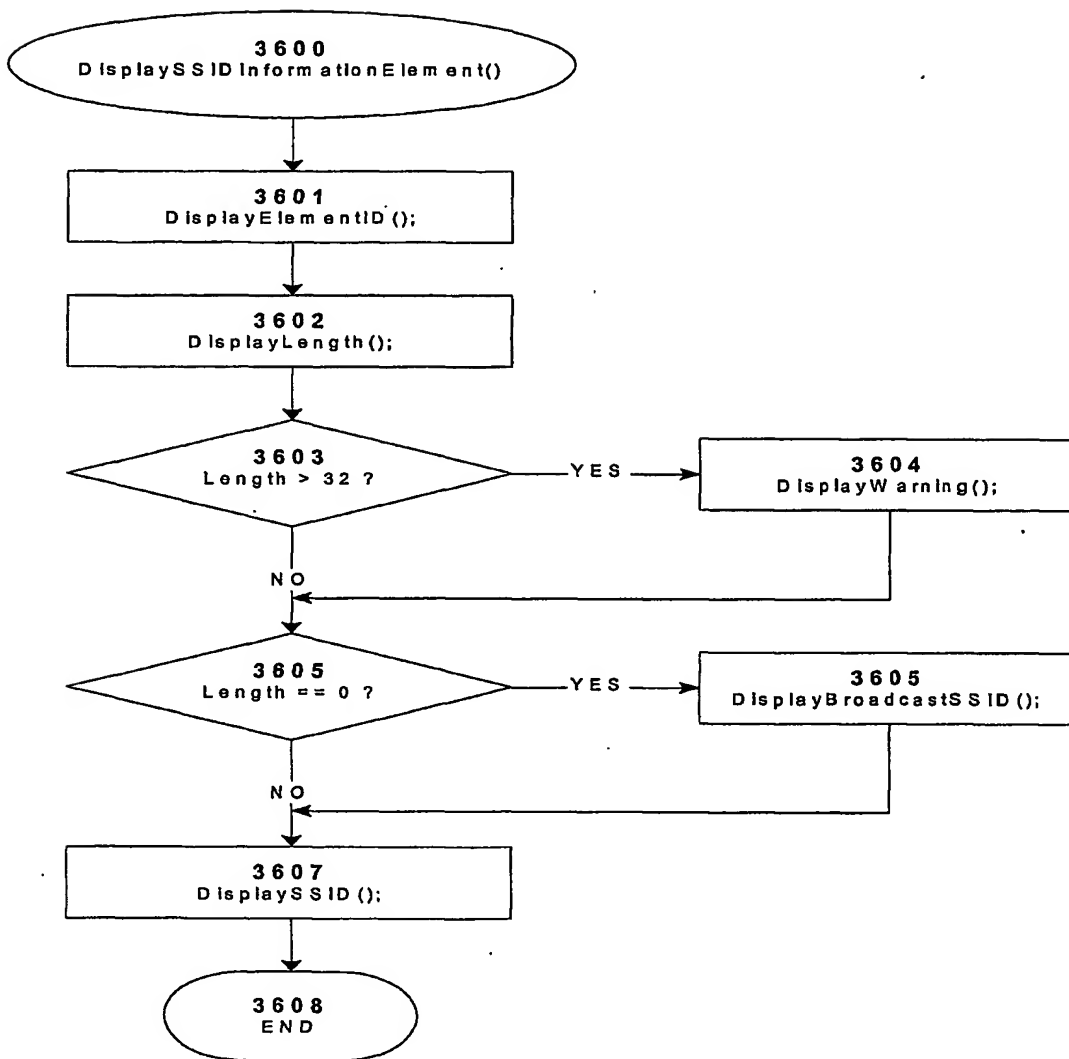 3600
DisplaySSIDInformationElement()
3601
DisplayElementID();
3602
DisplayLength();
3603
Length > 32 ?
YES
3604
DisplayWarning();
NO
3605
Length == 0 ?
YES
3605
DisplayBroadcastSSID();
NO
3607
DisplaySSID();
3608
END